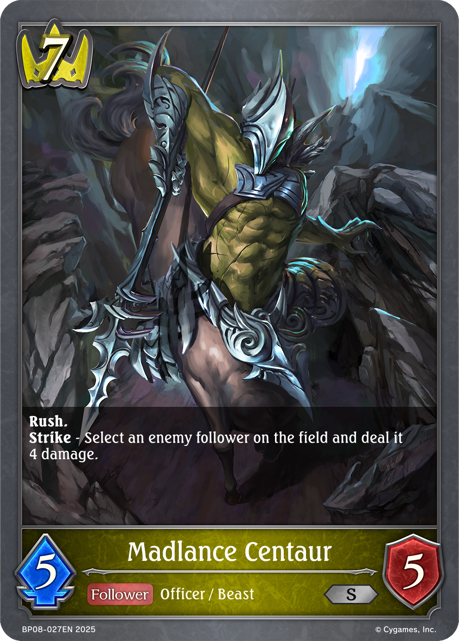 7
Rush.
Strike - Select an enemy follower on the field and deal it
4 damage.
Madlance Centaur
5
Follower Officer / Beast
S
5
BP08-027EN 2025
© Cygames, Inc.